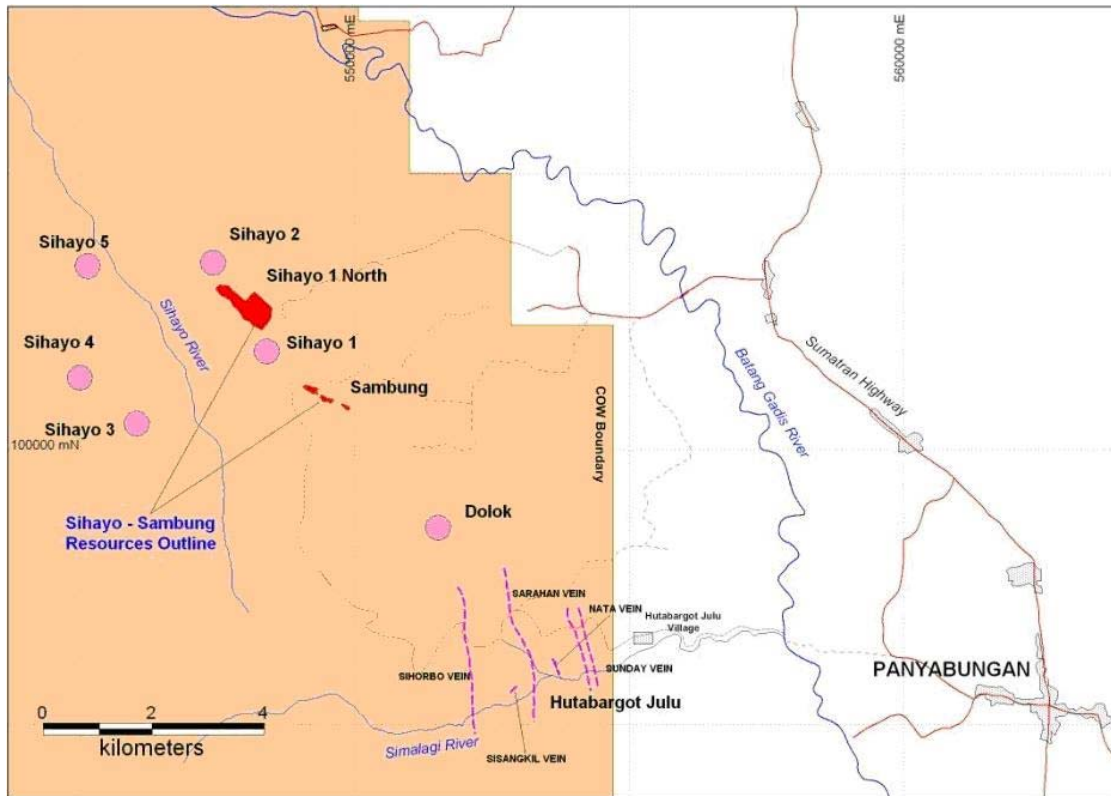 550000 mE
560000 mE
Sihayo 5
Sihayo 2
Sihayo 1 North
Sihayo River
Sihayo 4
Sihayo 1
Sambung
Sihayo 3
100000 mN
COW Boundary
Batang Gadis River
Sumatran Highway
Sihayo - Sambung
Resources Outline
Dolok
SARAHAN VEIN
NATA VEIN
Hutabargot Julu
Village
SIHORBO VEIN
SUNDAY VEIN
PANYABUNGAN
Hutabargot Julu
0 2 4
kilometers
Simalagi River
SISANGKIL VEIN